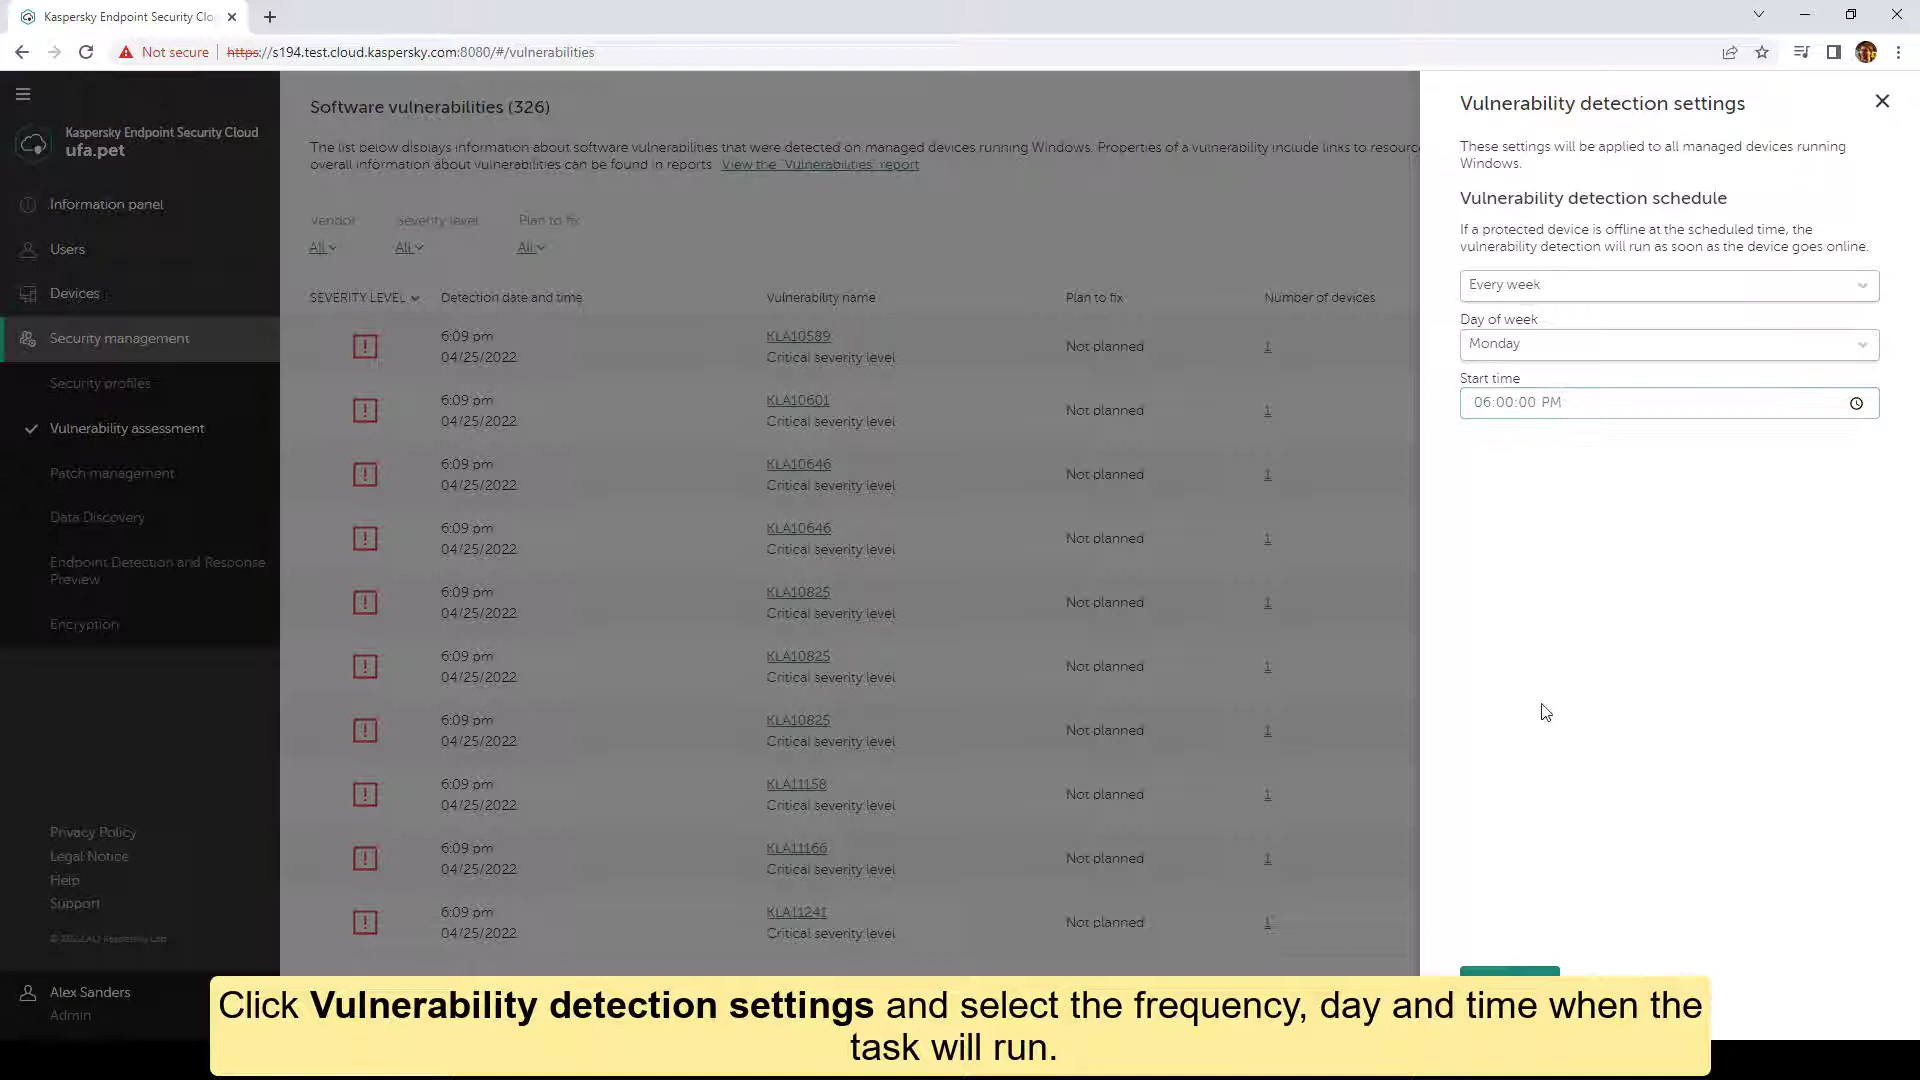 Kaspersky Endpoint Security Clo
Not secure
https://s194.test.cloud.kaspersky.com:8080/#/vulnerabilities
Kaspersky Endpoint Security Cloud
ufa.pet
Information panel
Users
Devices
Security management
Security profiles
Vulnerability assessment
Patch management
Data Discovery
Endpoint Detection and Response
Preview
Encryption
Privacy Policy
Legal Notice
Help
Support
© 2022 AO Kaspersky Lab
Alex Sanders
Admin
Software vulnerabilities (326)
The list below displays information about software vulnerabilities that were detected on managed devices running Windows. Properties of a vulnerability include links to resourc
overall information about vulnerabilities can be found in reports View the "Vulnerabilities" report
Vendor Severity level Plan to fix
All All All
SEVERITY LEVEL Detection date and time Vulnerability name Plan to fix Number of devices
6:09 pm KLA10589
04/25/2022 Critical severity level Not planned 1
6:09 pm KLA10601
04/25/2022 Critical severity level Not planned 1
6:09 pm KLA10646
04/25/2022 Critical severity level Not planned 1
6:09 pm KLA10646
04/25/2022 Critical severity level Not planned 1
6:09 pm KLA10825
04/25/2022 Critical severity level Not planned 1
6:09 pm KLA10825
04/25/2022 Critical severity level Not planned 1
6:09 pm KLA10825
04/25/2022 Critical severity level Not planned 1
6:09 pm KLA11158
04/25/2022 Critical severity level Not planned 1
6:09 pm KLA11166
04/25/2022 Critical severity level Not planned 1
6:09 pm KLA11241
04/25/2022 Critical severity level Not planned 1
Vulnerability detection settings
These settings will be applied to all managed devices running
Windows.
Vulnerability detection schedule
If a protected device is offline at the scheduled time, the
vulnerability detection will run as soon as the device goes online.
Every week
Day of week
Monday
Start time
06:00:00 PM
Click Vulnerability detection settings and select the frequency, day and time when the
task will run.